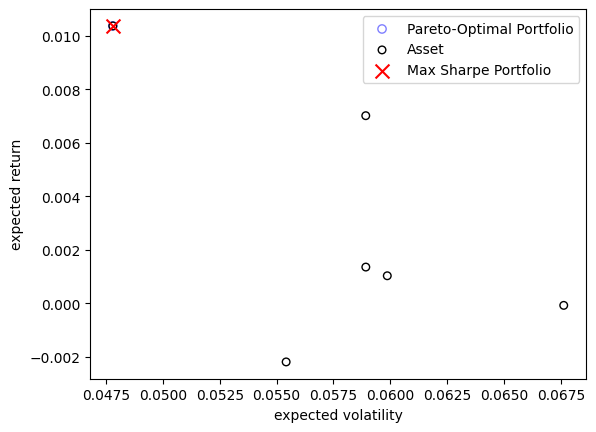 Pareto-Optimal Portfolio
Asset
Max Sharpe Portfolio
expected return
0.010
0.008
0.006
0.004
0.002
0.000
−0.002
0.0475 0.0500 0.0525 0.0550 0.0575 0.0600 0.0625 0.0650 0.0675
expected volatility